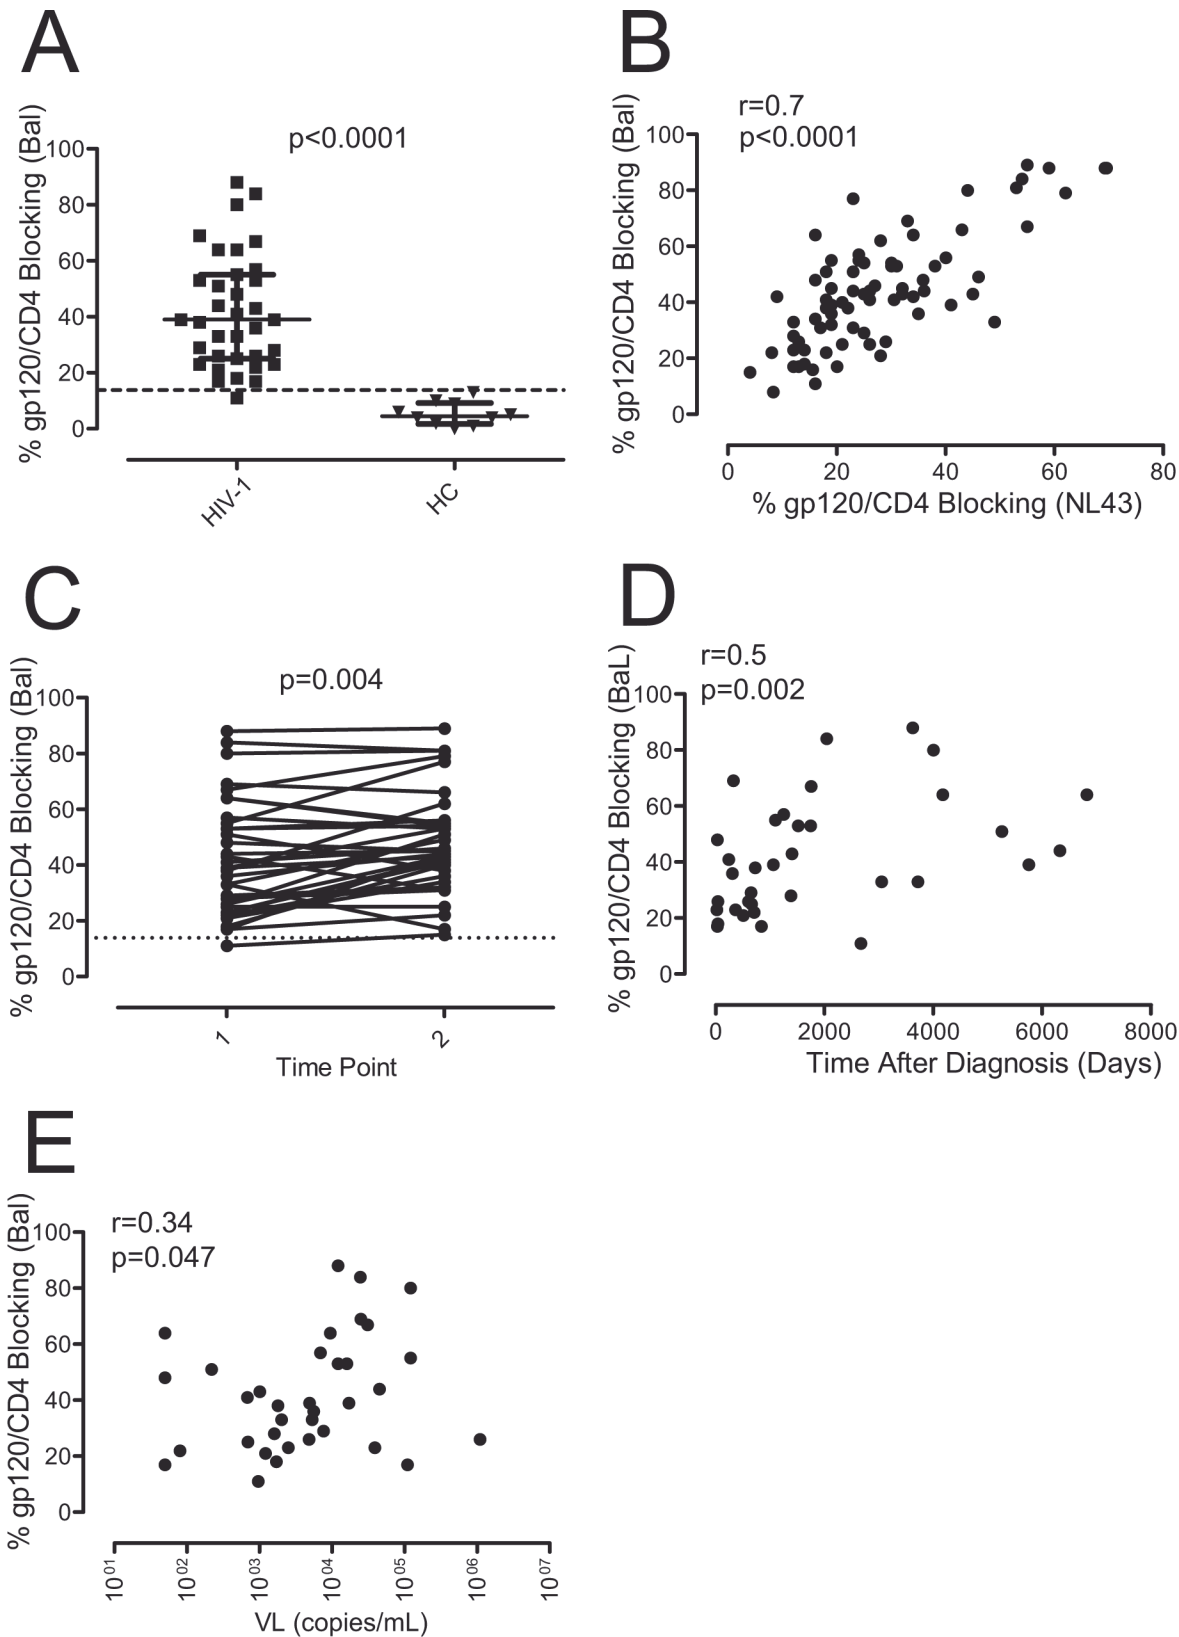 A
p<0.0001
% gp120/CD4 Blocking (Bal)
100
80
60
40
20
0
HIV-1
HC
B
r=0.7
p<0.0001
% gp120/CD4 Blocking (Bal)
100
80
60
40
20
0
0 20 40 60 80
% gp120/CD4 Blocking (NL43)
C
p=0.004
% gp120/CD4 Blocking (Bal)
100
80
60
40
20
0
1
2
Time Point
D
r=0.5
p=0.002
% gp120/CD4 Blocking (BaL)
100
80
60
40
20
0
0 2000 4000 6000 8000
Time After Diagnosis (Days)
E
r=0.34
p=0.047
% gp120/CD4 Blocking (Bal)
100
80
60
40
20
0
10^01
10^02
10^03
10^04
10^05
10^06
10^07
VL (copies/mL)